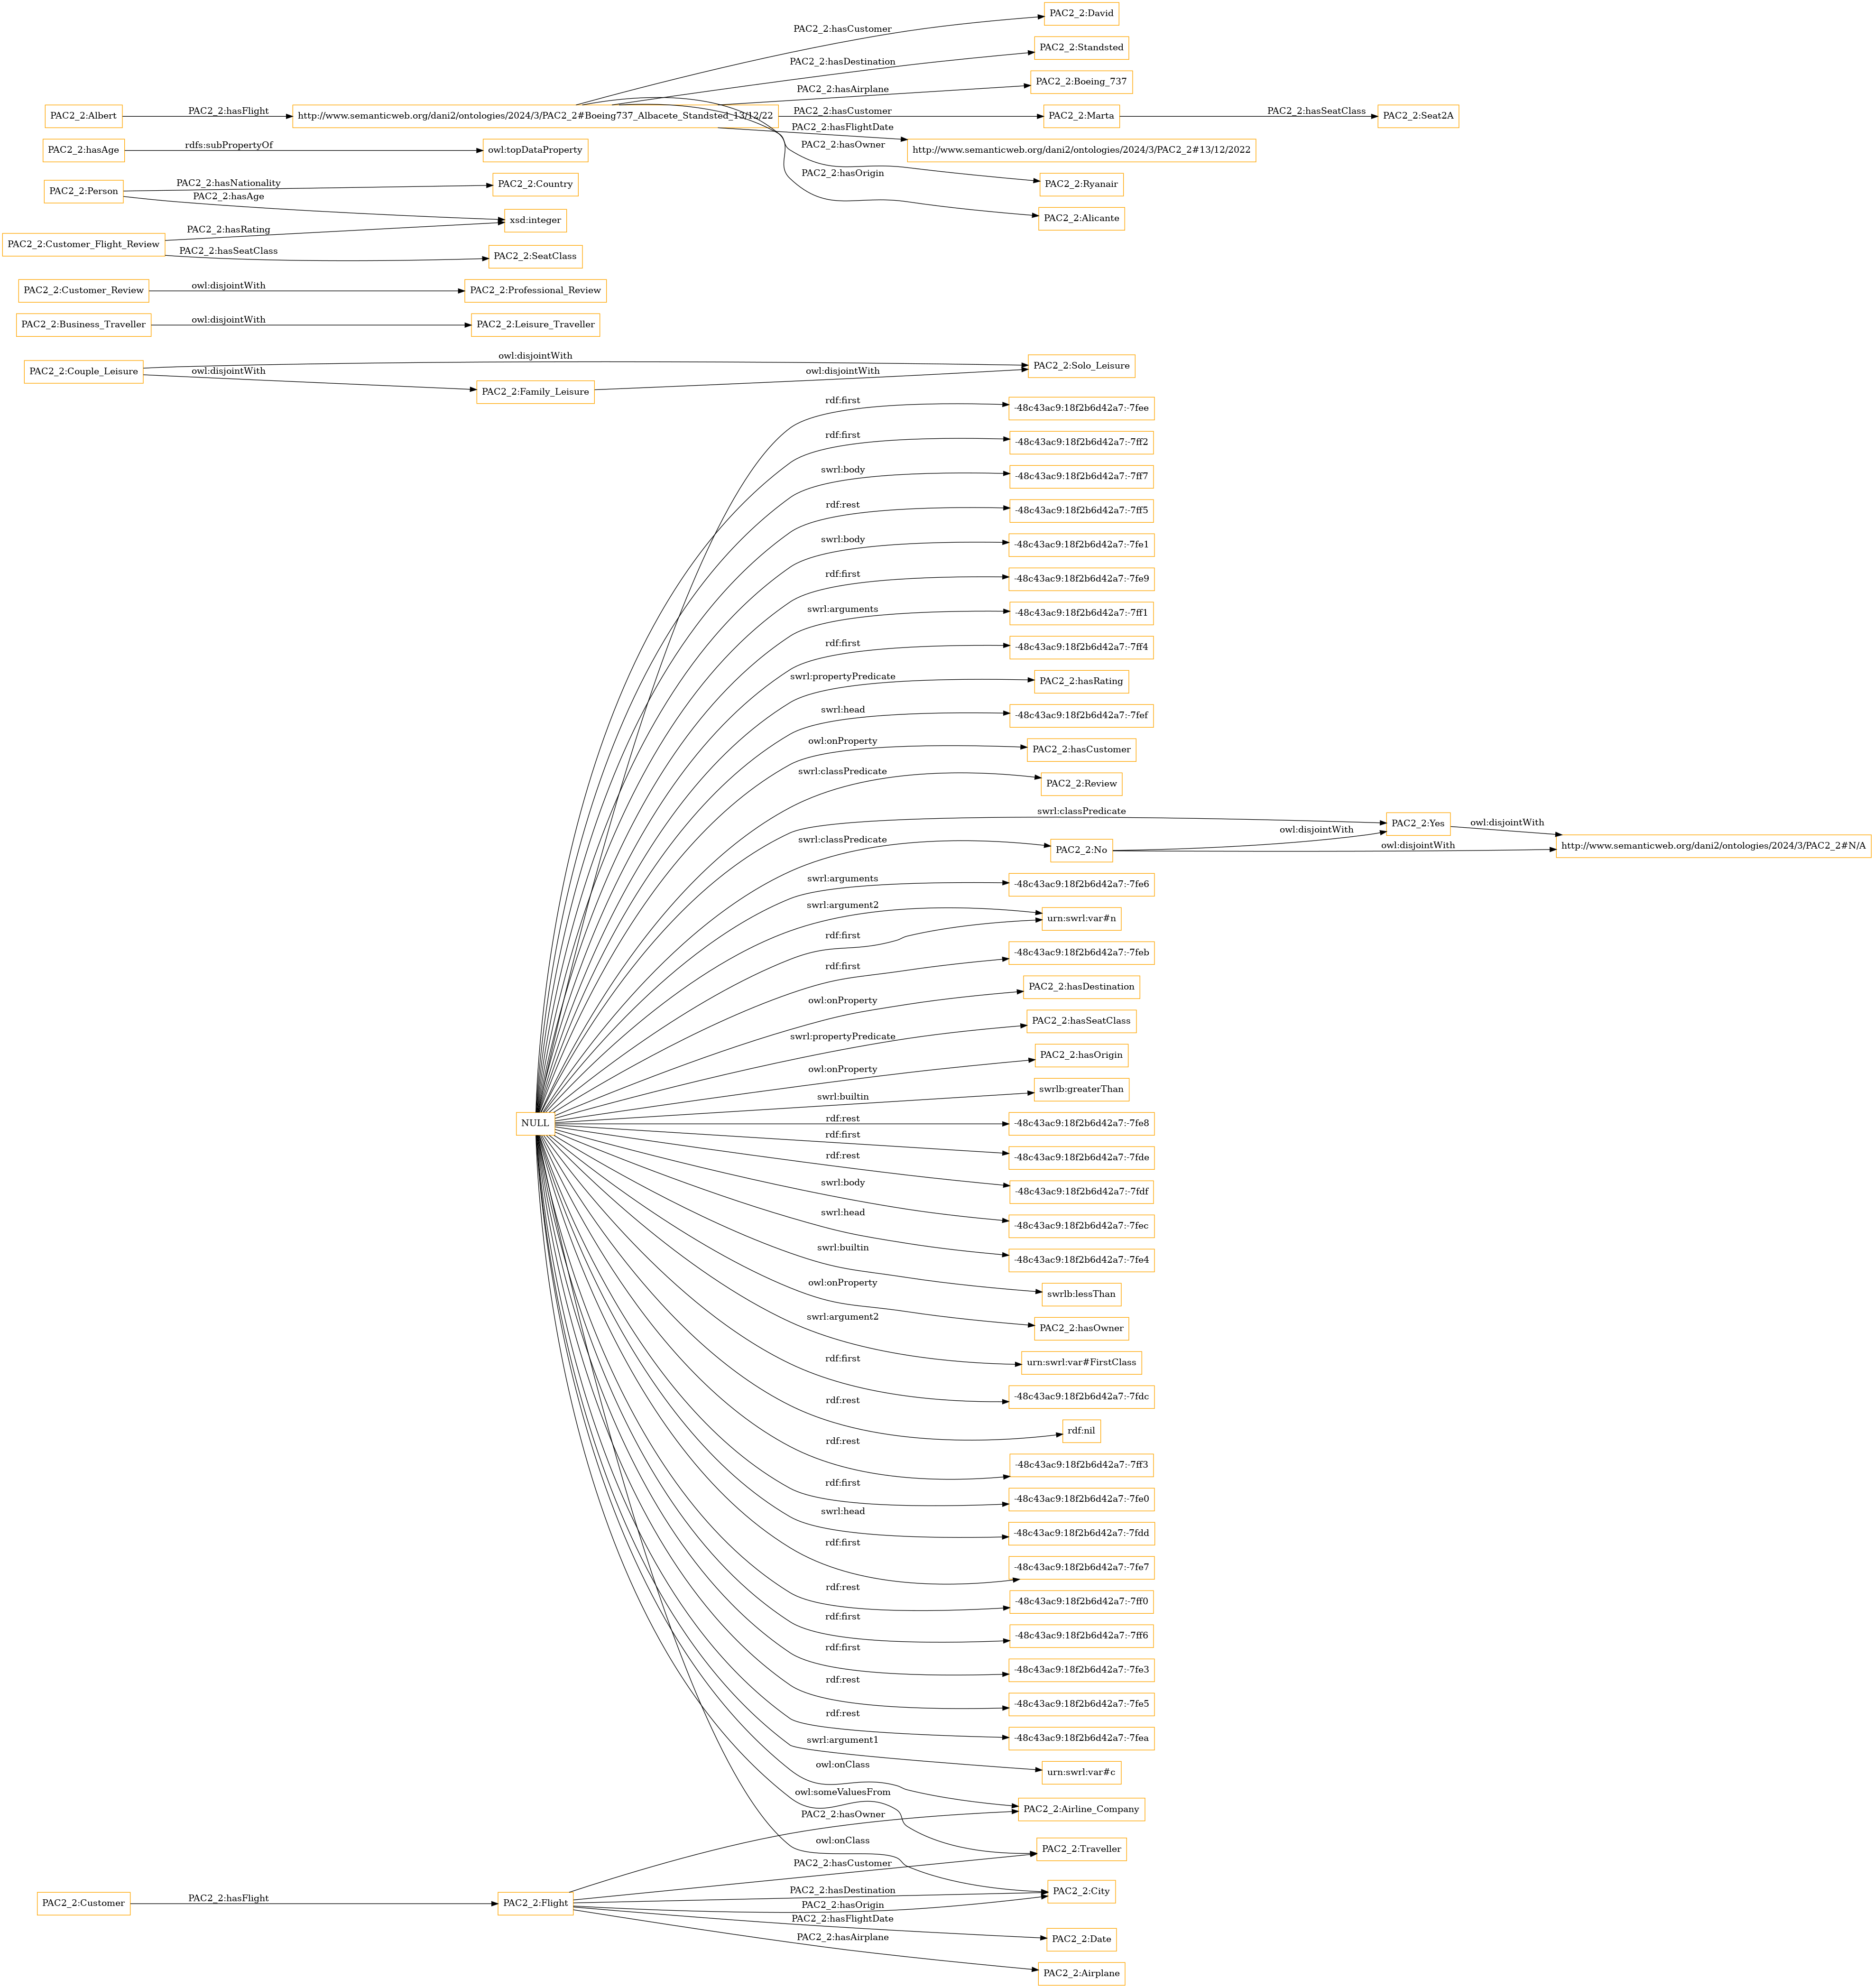 PAC2_2:David
PAC2_2:hasCustomer
PAC2_2:Standsted
PAC2_2:hasDestination
PAC2_2:Boeing_737
PAC2_2:hasAirplane
PAC2_2:Albert
PAC2_2:hasFlight
http://www.semanticweb.org/dani2/ontologies/2024/3/PAC2_2#Boeing737_Albacete_Standsted_13/12/22
PAC2_2:hasCustomer
PAC2_2:Marta
PAC2_2:hasSeatClass
PAC2_2:Seat2A
PAC2_2:hasFlightDate
http://www.semanticweb.org/dani2/ontologies/2024/3/PAC2_2#13/12/2022
PAC2_2:hasOwner
PAC2_2:Ryanair
PAC2_2:hasOrigin
PAC2_2:Alicante
PAC2_2:hasAge
rdfs:subPropertyOf
owl:topDataProperty
PAC2_2:Person
PAC2_2:hasNationality
PAC2_2:Country
PAC2_2:hasAge
xsd:integer
PAC2_2:Customer_Flight_Review
PAC2_2:hasRating
PAC2_2:hasSeatClass
PAC2_2:SeatClass
PAC2_2:Customer_Review
owl:disjointWith
PAC2_2:Professional_Review
PAC2_2:Business_Traveller
owl:disjointWith
PAC2_2:Leisure_Traveller
PAC2_2:Couple_Leisure
owl:disjointWith
PAC2_2:Solo_Leisure
owl:disjointWith
PAC2_2:Family_Leisure
owl:disjointWith
rdf:first
-48c43ac9:18f2b6d42a7:-7fee
rdf:first
-48c43ac9:18f2b6d42a7:-7ff2
swrl:body
-48c43ac9:18f2b6d42a7:-7ff7
rdf:rest
-48c43ac9:18f2b6d42a7:-7ff5
swrl:body
-48c43ac9:18f2b6d42a7:-7fe1
rdf:first
-48c43ac9:18f2b6d42a7:-7fe9
swrl:arguments
-48c43ac9:18f2b6d42a7:-7ff1
rdf:first
-48c43ac9:18f2b6d42a7:-7ff4
swrl:propertyPredicate
PAC2_2:hasRating
swrl:head
-48c43ac9:18f2b6d42a7:-7fef
owl:onProperty
PAC2_2:hasCustomer
swrl:classPredicate
PAC2_2:Review
swrl:classPredicate
PAC2_2:Yes
owl:disjointWith
http://www.semanticweb.org/dani2/ontologies/2024/3/PAC2_2#N/A
swrl:classPredicate
PAC2_2:No
owl:disjointWith
owl:disjointWith
swrl:arguments
-48c43ac9:18f2b6d42a7:-7fe6
swrl:argument2
urn:swrl:var#n
rdf:first
rdf:first
-48c43ac9:18f2b6d42a7:-7feb
owl:onProperty
PAC2_2:hasDestination
swrl:propertyPredicate
PAC2_2:hasSeatClass
owl:onProperty
PAC2_2:hasOrigin
swrl:builtin
swrlb:greaterThan
NULL
rdf:rest
-48c43ac9:18f2b6d42a7:-7fe8
rdf:first
-48c43ac9:18f2b6d42a7:-7fde
rdf:rest
-48c43ac9:18f2b6d42a7:-7fdf
swrl:body
-48c43ac9:18f2b6d42a7:-7fec
swrl:head
-48c43ac9:18f2b6d42a7:-7fe4
swrl:builtin
swrlb:lessThan
owl:onProperty
PAC2_2:hasOwner
swrl:argument2
urn:swrl:var#FirstClass
rdf:first
-48c43ac9:18f2b6d42a7:-7fdc
rdf:rest
rdf:nil
rdf:rest
-48c43ac9:18f2b6d42a7:-7ff3
rdf:first
-48c43ac9:18f2b6d42a7:-7fe0
swrl:head
-48c43ac9:18f2b6d42a7:-7fdd
rdf:first
-48c43ac9:18f2b6d42a7:-7fe7
rdf:rest
-48c43ac9:18f2b6d42a7:-7ff0
rdf:first
-48c43ac9:18f2b6d42a7:-7ff6
rdf:first
-48c43ac9:18f2b6d42a7:-7fe3
rdf:rest
-48c43ac9:18f2b6d42a7:-7fe5
rdf:rest
-48c43ac9:18f2b6d42a7:-7fea
swrl:argument1
urn:swrl:var#c
owl:onClass
PAC2_2:Airline_Company
owl:someValuesFrom
PAC2_2:hasOwner
owl:onClass
PAC2_2:Traveller
PAC2_2:hasCustomer
PAC2_2:Customer
PAC2_2:hasFlight
PAC2_2:Flight
PAC2_2:hasDestination
PAC2_2:City
PAC2_2:hasOrigin
PAC2_2:hasFlightDate
PAC2_2:Date
PAC2_2:hasAirplane
PAC2_2:Airplane